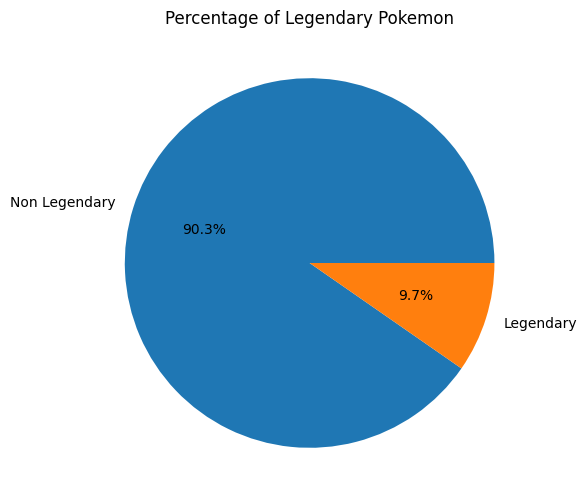 Percentage of Legendary Pokemon
Non Legendary
90.3%
9.7%
Legendary